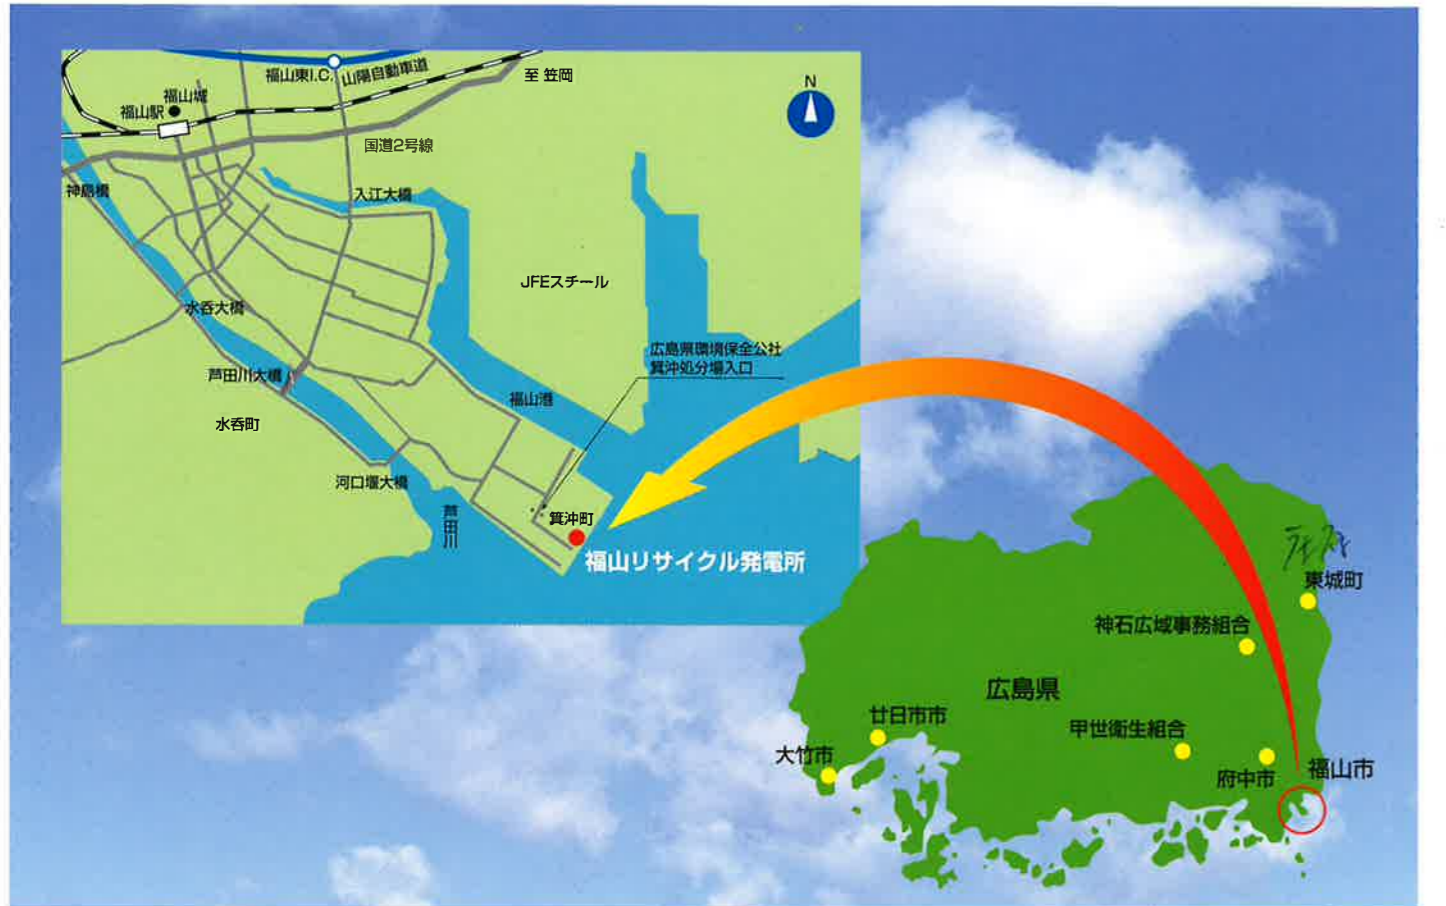 福山東I.C.
山陽自動車道
至 笠岡
N
福山城
福山駅
国道2号線
神島橋
入江大橋
JFEスチール
水呑大橋
広島県環境保全公社
箕沖処分場入口
芦田川大橋
福山港
水呑町
河口堰大橋
芦田川
箕沖町
福山リサイクル発電所
東城町
神石広域事務組合
広島県
廿日市市
甲世衛生組合
大竹市
府中市
福山市